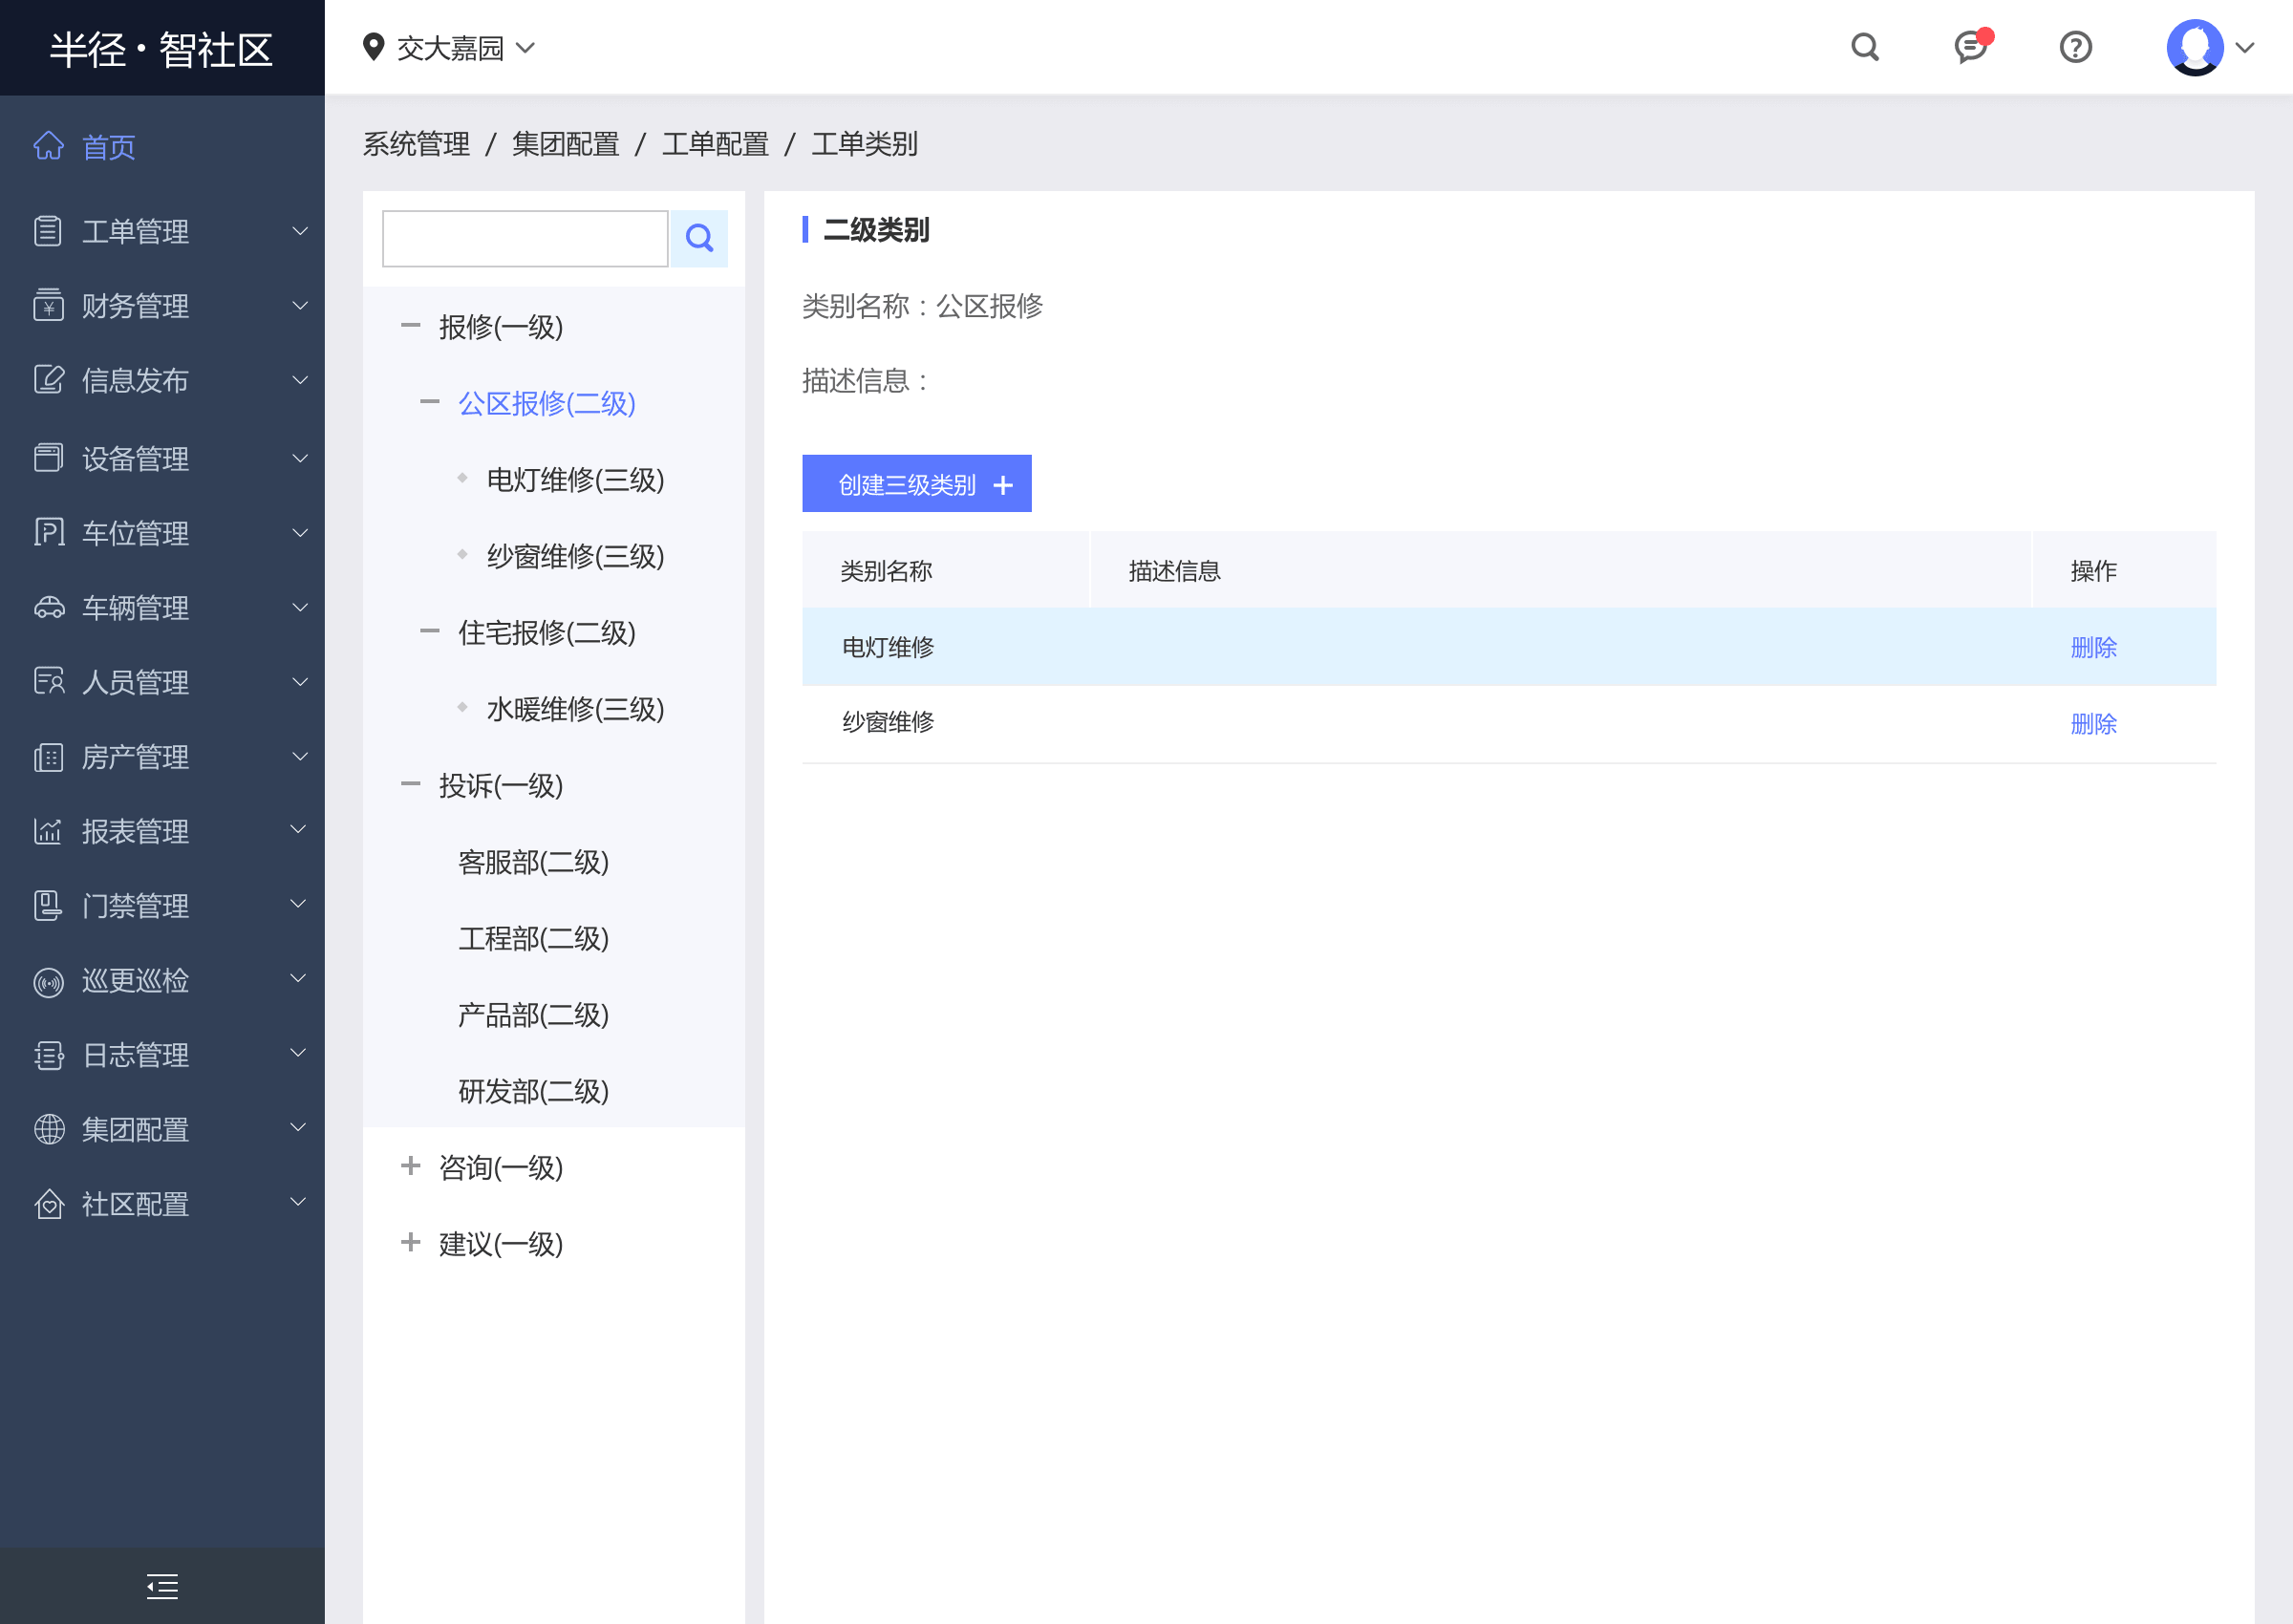 半径·智社区
交大嘉园
首页
工单管理
财务管理
信息发布
设备管理
车位管理
车辆管理
人员管理
房产管理
报表管理
门禁管理
巡更巡检
日志管理
集团配置
社区配置
系统管理 / 集团配置 / 工单配置 / 工单类别
报修(一级)
公区报修(二级)
电灯维修(三级)
纱窗维修(三级)
住宅报修(二级)
水暖维修(三级)
投诉(一级)
客服部(二级)
工程部(二级)
产品部(二级)
研发部(二级)
咨询(一级)
建议(一级)
二级类别
类别名称：公区报修
描述信息：
创建三级类别 +
类别名称 描述信息 操作
电灯维修 删除
纱窗维修 删除